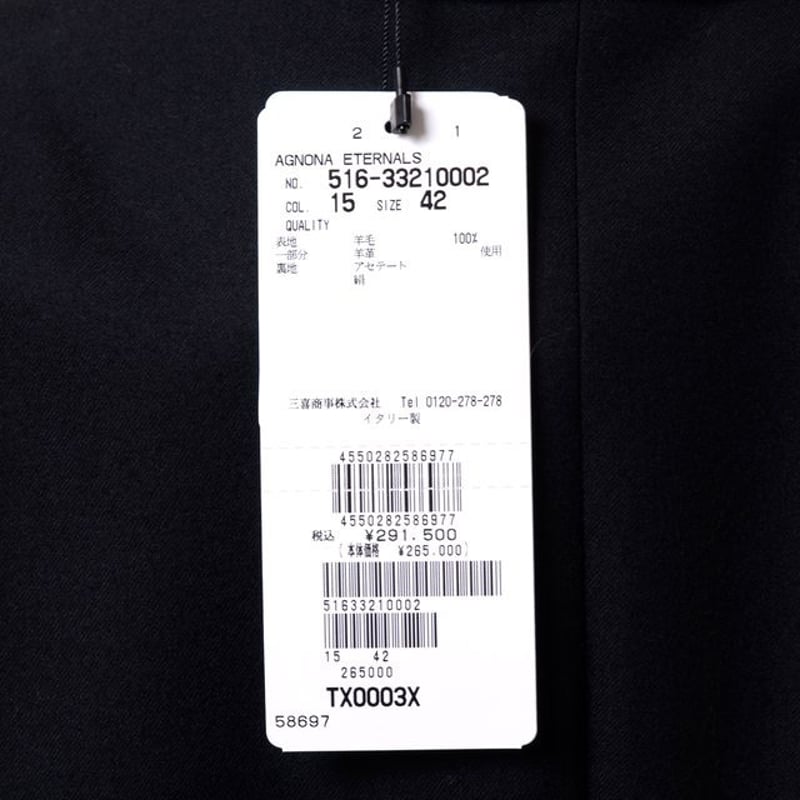 2 1
AGNONA ETERNALS
NO. 516-33210002
COL. 15 SIZE 42
QUALITY
表地 羊毛 100%
一部分 羊革 使用
裏地 アセテート
絹
三喜商事株式会社 Tel 0120-278-278
イタリー製
4550282586977
4550282586977
税込 ¥291.500
(本体価格 ¥265.000)
51633210002
15 42
265000
TX0003X
58697